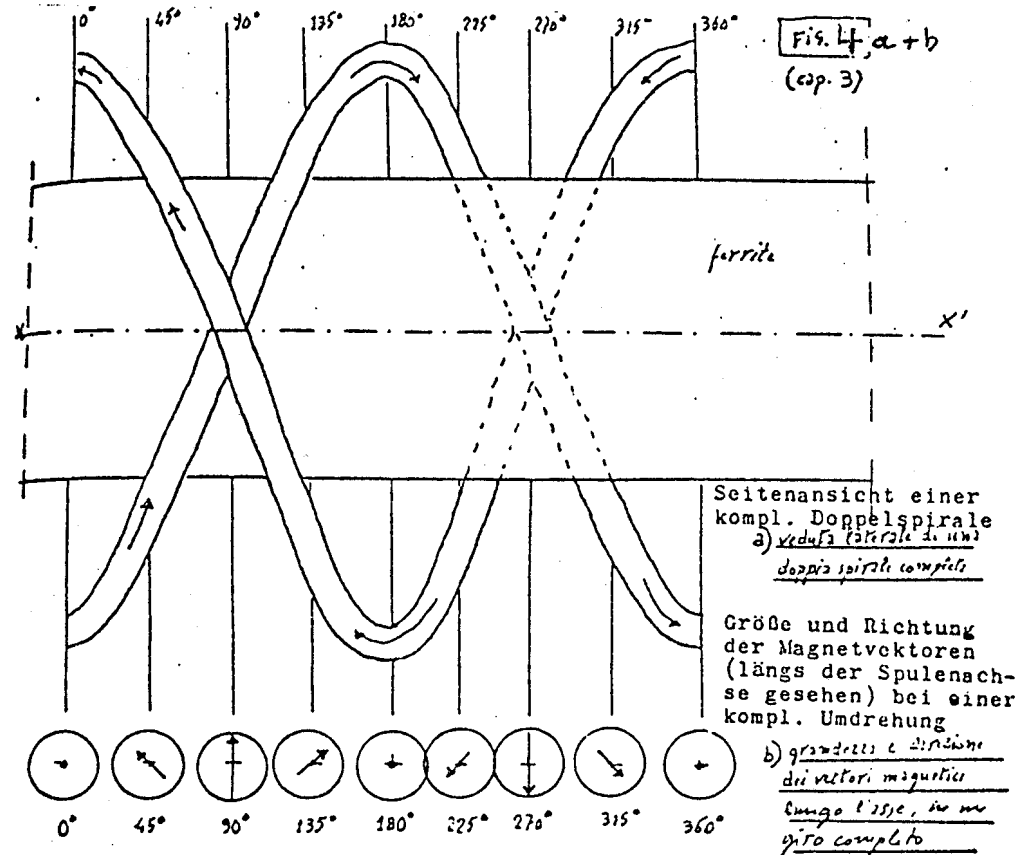 0° 45° 90° 135° 180° 225° 270° 315° 360°
Fig. 4, a + b
(cap. 3)
ferrite
x x'
Seitenansicht einer
kompl. Doppelspirale
a) veduta laterale di una
doppia spirale completa
Größe und Richtung
der Magnetvektoren
(längs der Spulenach-
se gesehen) bei einer
kompl. Umdrehung
b) grandezza e direzione
dei vettori magnetici
lungo l'asse, in un
giro completo
0° 45° 90° 135° 180° 225° 270° 315° 360°